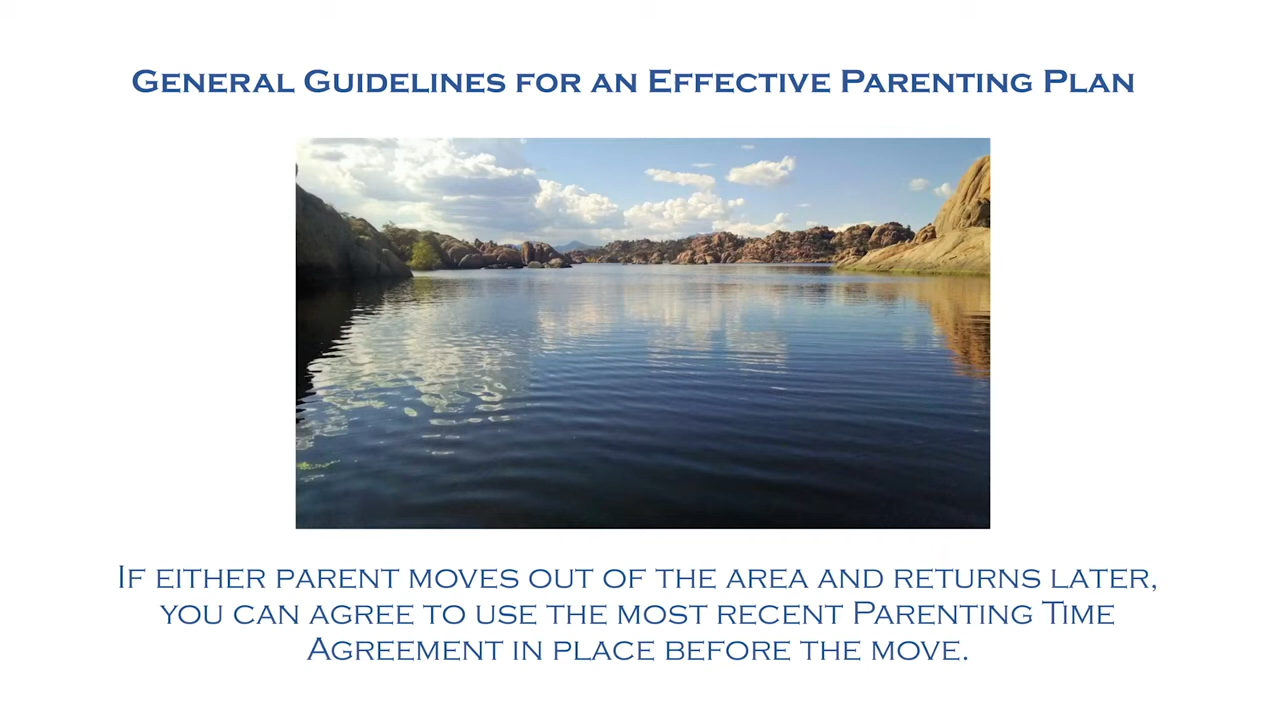 General Guidelines for an Effective Parenting Plan
If either parent moves out of the area and returns later,
you can agree to use the most recent Parenting Time
Agreement in place before the move.